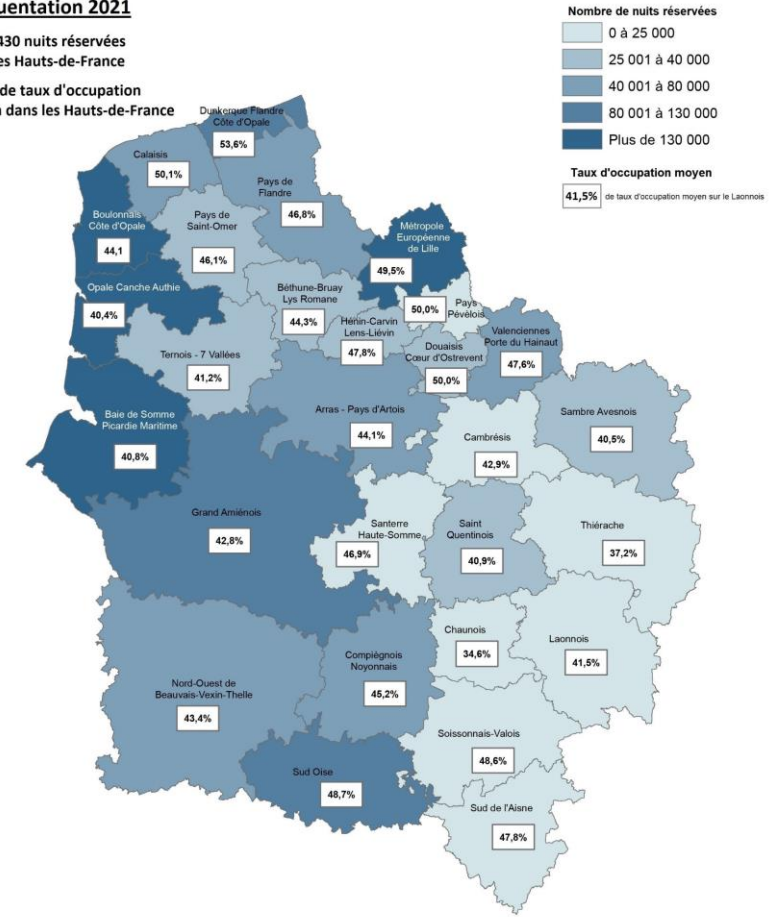 uentation 2021
430 nuits réservées
es Hauts-de-France
de taux d'occupation
dans les Hauts-de-France
Nombre de nuits réservées
0 à 25 000
25 001 à 40 000
40 001 à 80 000
80 001 à 130 000
Plus de 130 000
Taux d'occupation moyen
41,5% de taux d'occupation moyen sur le Laonnois
Dunkerque Flandre
Côte d'Opale
53,6%
Calaisis
50,1%
Pays de
Flandre
46,8%
Boulonnais
Côte d'Opale
44,1
Pays de
Saint-Omer
46,1%
Métropole
Européenne
de Lille
49,5%
Opale Canche Authie
40,4%
Béthune-Bruay
Lys Romane
44,3%
Pays
Pévélois
50,0%
Hénin-Carvin
Lens-Liévin
47,8%
Douaisis
Cœur d'Ostrevent
50,0%
Valenciennes
Porte du Hainaut
47,6%
Ternois - 7 Vallées
41,2%
Arras - Pays d'Artois
44,1%
Baie de Somme
Picardie Maritime
40,8%
Cambrésis
42,9%
Sambre Avesnois
40,5%
Grand Amiénois
42,8%
Santerre
Haute-Somme
46,9%
Saint
Quentinois
40,9%
Thiérache
37,2%
Chaunois
34,6%
Laonnois
41,5%
Compiègnois
Noyonnais
45,2%
Nord-Ouest de
Beauvais-Vexin-Thelle
43,4%
Soissonnais-Valois
48,6%
Sud Oise
48,7%
Sud de l'Aisne
47,8%